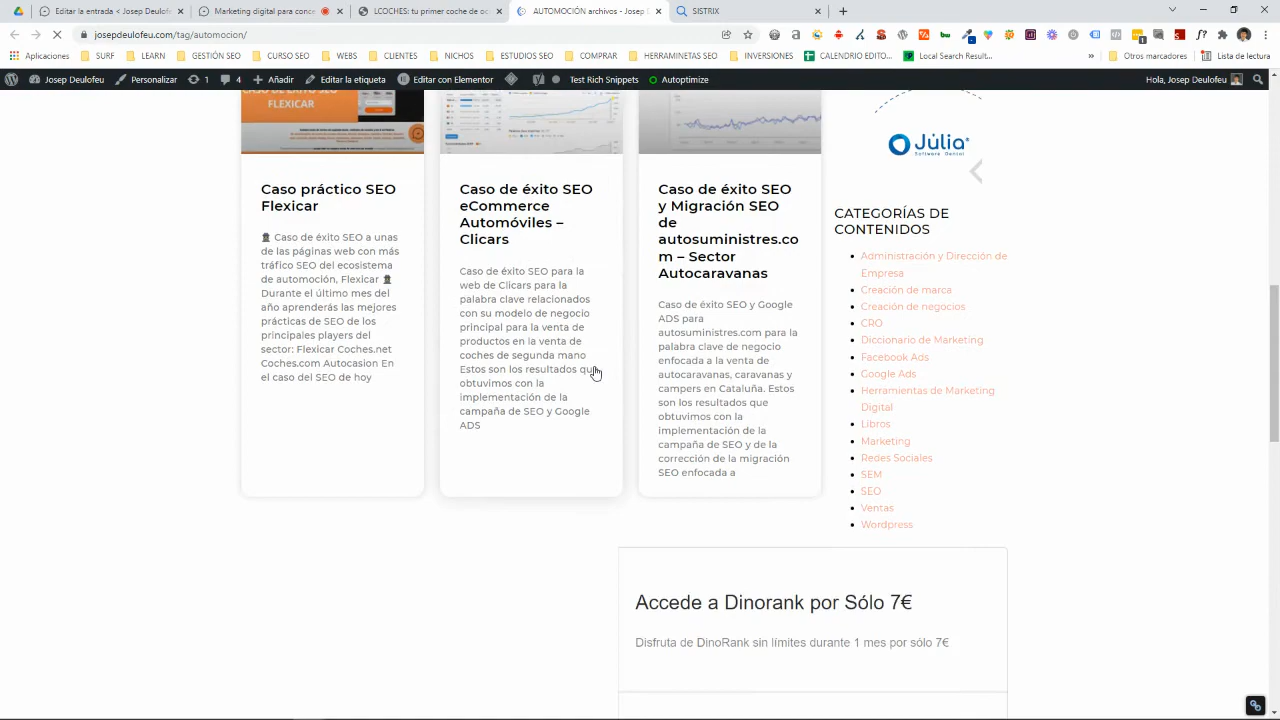 Editar la entrada < Josep Deulofeu
Marketing digital para conc
LCOCHES: tu primer coche de oc
AUTOMOCIÓN archivos - Josep D
SISTRIX
josepdeulofeu.com/tag/automocion/
Aplicaciones
SURF
LEARN
CURSO SEO
WEBS
CLIENTES
NICHOS
ESTUDIOS SEO
COMPRAR
HERRAMINETAS SEO
INVERSIONES
CALENDARIO EDITO...
Local Search Result...
»
Otros marcadores
Lista de lectura
Josep Deulofeu
Personalizar
9
4
Añadir
Editar la etiqueta
Editar con Elementor
Test Rich Snippets
Autoptimize
Hola, Josep Deulofeu
CASO DE ÉXITO SEO
FLEXICAR
Júlia
Software Dental
Caso práctico SEO
Flexicar
Caso de éxito SEO a unas
de las páginas web con más
tráfico SEO del ecosistema
de automoción, Flexicar
Durante el último mes del
año aprenderás las mejores
prácticas de SEO de los
principales players del
sector: Flexicar Coches.net
Coches.com Autocasion En
el caso del SEO de hoy
Caso de éxito SEO
eCommerce
Automóviles –
Clicars
Caso de éxito SEO para la
web de Clicars para la
palabra clave relacionados
con su modelo de negocio
principal para la venta de
productos en la venta de
coches de segunda mano
Estos son los resultados que
obtuvimos con la
implementación de la
campaña de SEO y Google
ADS
Caso de éxito SEO
y Migración SEO
de
autosuministres.co
m – Sector
Autocaravanas
Caso de éxito SEO y Google
ADS para
autosuministres.com para la
palabra clave de negocio
enfocada a la venta de
autocaravanas, caravanas y
campers en Cataluña. Estos
son los resultados que
obtuvimos con la
implementación de la
campaña de SEO y de la
corrección de la migración
SEO enfocada a
CATEGORÍAS DE
CONTENIDOS
Administración y Dirección de
Empresa
Creación de marca
Creación de negocios
CRO
Diccionario de Marketing
Facebook Ads
Google Ads
Herramientas de Marketing
Digital
Libros
Marketing
Redes Sociales
SEM
SEO
Ventas
Wordpress
Accede a Dinorank por Sólo 7€
Disfruta de DinoRank sin límites durante 1 mes por sólo 7€